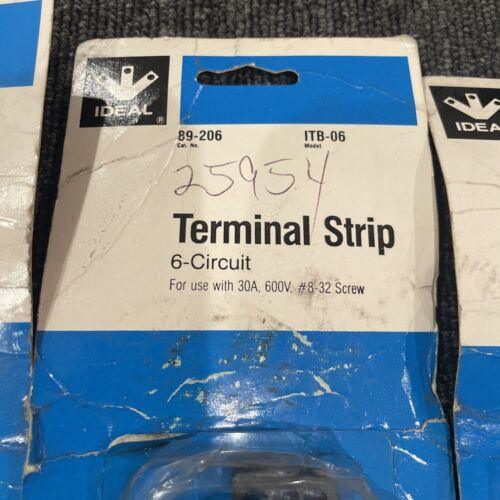 IDEAL®
89-206 ITB-06
Cat. No. Model
25954
Terminal Strip
6-Circuit
For use with 30A, 600V, #8-32 Screw
IDEAL